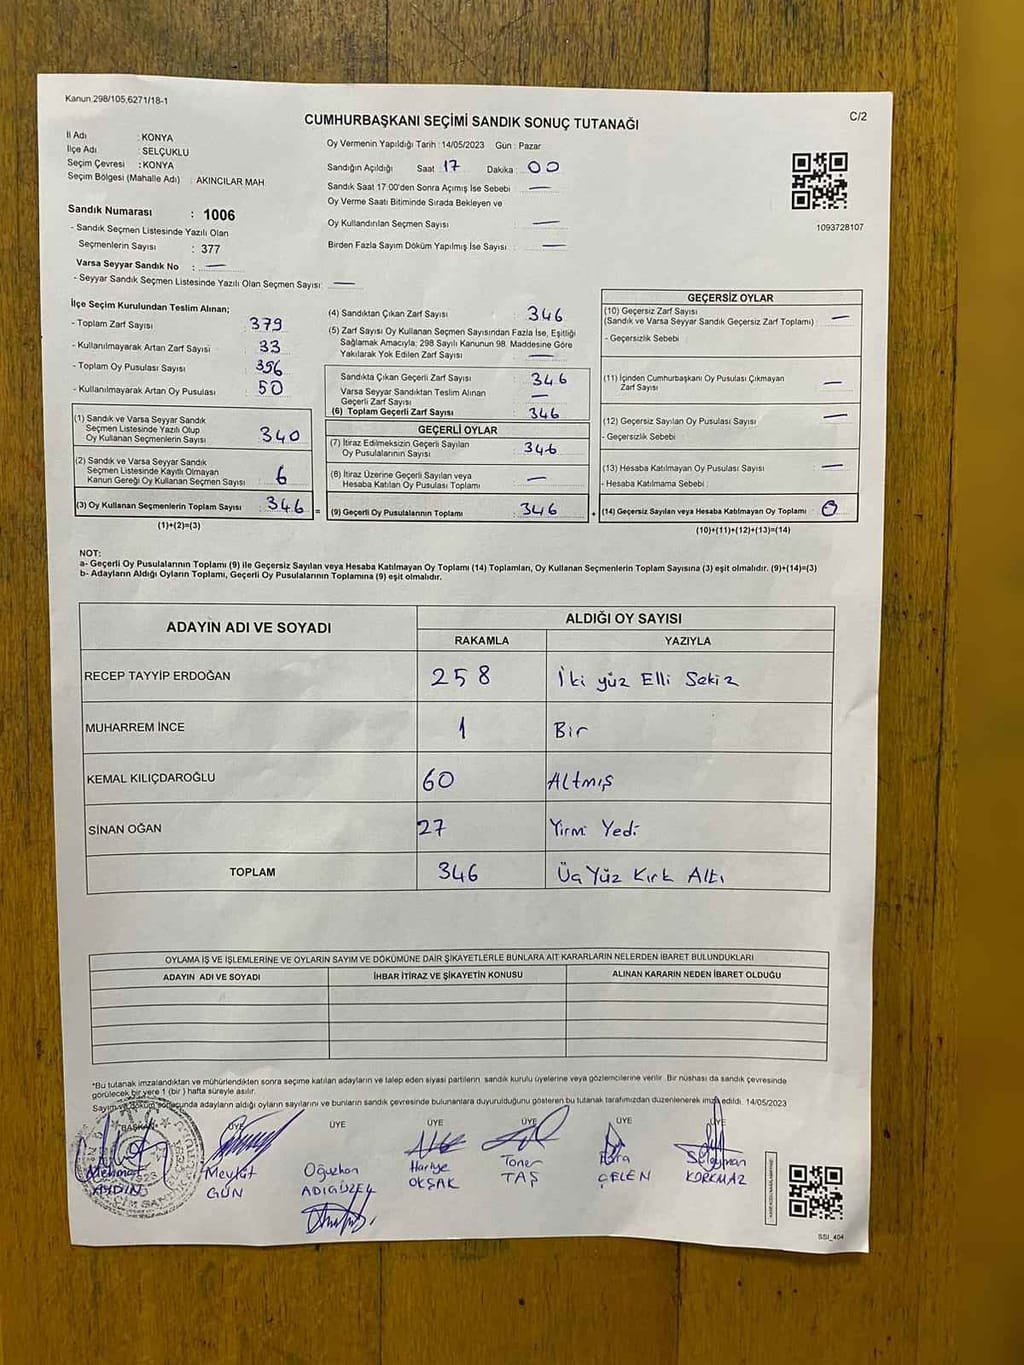 Kanun 298/105,6271/18-1
C/2
CUMHURBAŞKANI SEÇİMİ SANDIK SONUÇ TUTANAĞI
İl Adı : KONYA
İlçe Adı : SELÇUKLU
Seçim Çevresi : KONYA
Seçim Bölgesi (Mahalle Adı) : AKINCILAR MAH
Sandık Numarası : 1006
- Sandık Seçmen Listesinde Yazılı Olan
Seçmenlerin Sayısı : 377
Varsa Seyyar Sandık No : —
- Seyyar Sandık Seçmen Listesinde Yazılı Olan Seçmen Sayısı: —
Oy Vermenin Yapıldığı Tarih : 14/05/2023 Gün : Pazar
Sandığın Açıldığı Saat 17 Dakika : 00
Sandık Saat 17:00'den Sonra Açımış İse Sebebi : —
Oy Verme Saati Bitiminde Sırada Bekleyen ve
Oy Kullandırılan Seçmen Sayısı : —
Birden Fazla Sayım Döküm Yapılmış İse Sayısı : —
1093728107
İlçe Seçim Kurulundan Teslim Alınan;
- Toplam Zarf Sayısı : 379
- Kullanılmayarak Artan Zarf Sayısı : 33
- Toplam Oy Pusulası Sayısı : 396
- Kullanılmayarak Artan Oy Pusulası : 50
(1) Sandık ve Varsa Seyyar Sandık
Seçmen Listesinde Yazılı Olup
Oy Kullanan Seçmenlerin Sayısı : 340
(2) Sandık ve Varsa Seyyar Sandık
Seçmen Listesinde Kayıtlı Olmayan
Kanun Gereği Oy Kullanan Seçmen Sayısı : 6
(3) Oy Kullanan Seçmenlerin Toplam Sayısı : 346
(1)+(2)=(3)
(4) Sandıktan Çıkan Zarf Sayısı : 346
(5) Zarf Sayısı Oy Kullanan Seçmen Sayısından Fazla İse, Eşitliği
Sağlamak Amacıyla; 298 Sayılı Kanunun 98. Maddesine Göre
Yakılarak Yok Edilen Zarf Sayısı : —
Sandıkta Çıkan Geçerli Zarf Sayısı : 346
Varsa Seyyar Sandıktan Teslim Alınan
Geçerli Zarf Sayısı : —
(6) Toplam Geçerli Zarf Sayısı : 346
GEÇERLİ OYLAR
(7) İtiraz Edilmeksizin Geçerli Sayılan
Oy Pusulalarının Sayısı : 346
(8) İtiraz Üzerine Geçerli Sayılan veya
Hesaba Katılan Oy Pusulası Toplamı : —
= (9) Geçerli Oy Pusulalarının Toplamı : 346
GEÇERSİZ OYLAR
(10) Geçersiz Zarf Sayısı
(Sandık ve Varsa Seyyar Sandık Geçersiz Zarf Toplamı) : —
- Geçersizlik Sebebi :
(11) İçinden Cumhurbaşkanı Oy Pusulası Çıkmayan
Zarf Sayısı : —
(12) Geçersiz Sayılan Oy Pusulası Sayısı : —
- Geçersizlik Sebebi :
(13) Hesaba Katılmayan Oy Pusulası Sayısı : —
- Hesaba Katılmama Sebebi :
+ (14) Geçersiz Sayılan veya Hesaba Katılmayan Oy Toplamı : 0
(10)+(11)+(12)+(13)=(14)
NOT:
a- Geçerli Oy Pusulalarının Toplamı (9) ile Geçersiz Sayılan veya Hesaba Katılmayan Oy Toplamı (14) Toplamları, Oy Kullanan Seçmenlerin Toplam Sayısına (3) eşit olmalıdır. (9)+(14)=(3)
b- Adayların Aldığı Oyların Toplamı, Geçerli Oy Pusulalarının Toplamına (9) eşit olmalıdır.
ADAYIN ADI VE SOYADI
ALDIĞI OY SAYISI
RAKAMLA YAZIYLA
RECEP TAYYİP ERDOĞAN 258 İki yüz Elli Sekiz
MUHARREM İNCE 1 Bir
KEMAL KILIÇDAROĞLU 60 Altmış
SİNAN OĞAN 27 Yirmi Yedi
TOPLAM 346 Üç Yüz Kırk Altı
OYLAMA İŞ VE İŞLEMLERİNE VE OYLARIN SAYIM VE DÖKÜMÜNE DAİR ŞİKAYETLERLE BUNLARA AİT KARARLARIN NELERDEN İBARET BULUNDUKLARI
ADAYIN ADI VE SOYADI İHBAR İTİRAZ VE ŞİKAYETİN KONUSU ALINAN KARARIN NEDEN İBARET OLDUĞU
*Bu tutanak imzalandıktan ve mühürlendikten sonra seçime katılan adayların ve talep eden siyasi partilerin sandık kurulu üyelerine veya gözlemcilerine verilir. Bir nüshası da sandık çevresinde
görülecek bir yere 1 (bir) hafta süreyle asılır.
Sayım ve döküm sonucunda adayların aldığı oyların sayılarını ve bunların sandık çevresinde bulunanlara duyurulduğunu gösteren bu tutanak tarafımızdan düzenlenerek imza edildi. 14/05/2023
BAŞKAN ÜYE ÜYE ÜYE ÜYE ÜYE ÜYE
Mehmet Mevlüt Oğuzhan Hariye Toner Esra Süleyman
AYDIN GÜN ADIGÜZEL OKŞAK TAŞ ÇELEN KORKMAZ
SSI_404